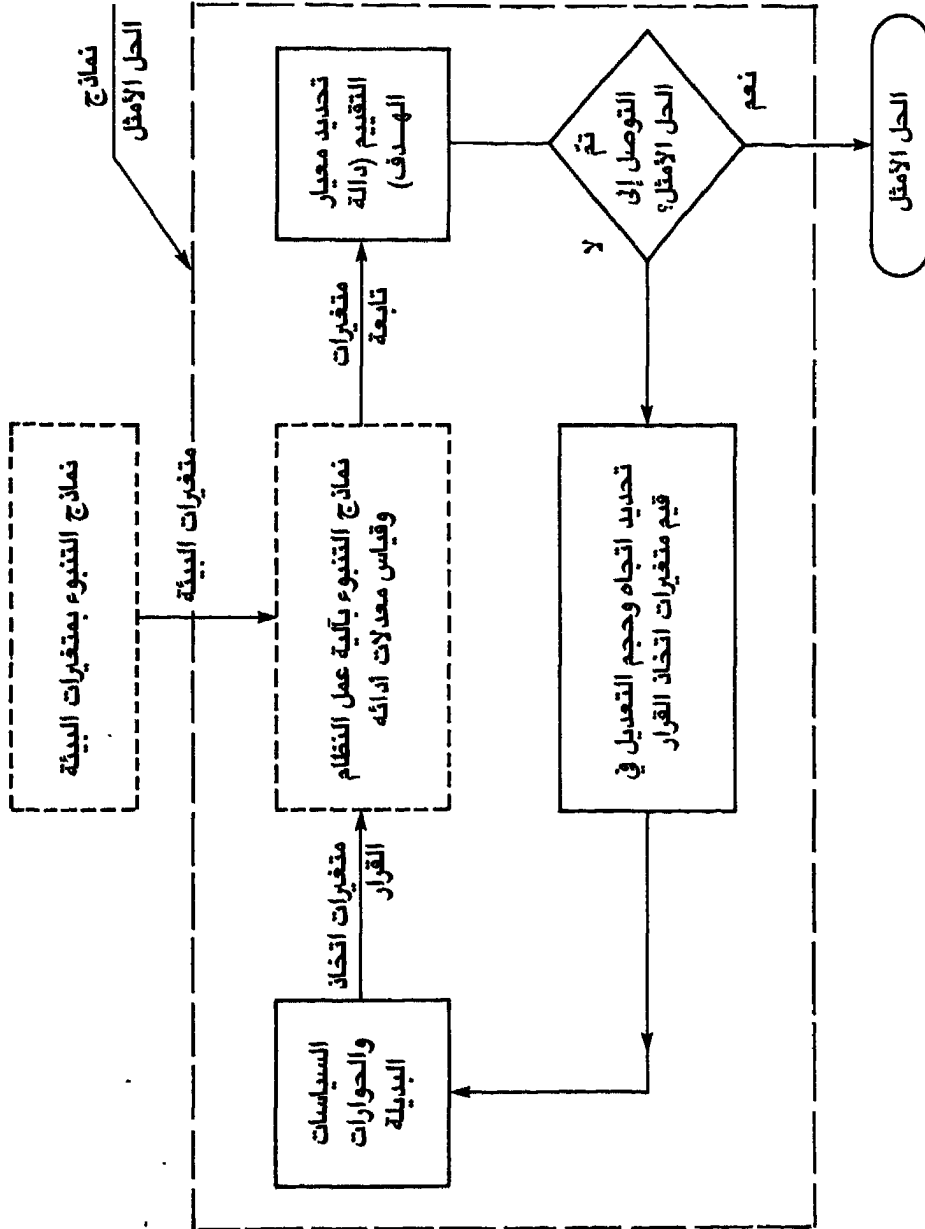 نماذج
الحل الأمثل
نماذج التنبوء بمتغيرات البيئة
متغيرات البيئة
السياسات
والحوارات
البديلة
متغيرات اتخاذ
القرار
نماذج التنبوء بآلية عمل النظام
وقياس معدلات ادائه
متغيرات
تابعة
تحديد معيار
التقييم (دالة
الهدف)
تمّ
التوصل إلى
الحل الأمثل؟
لا
نعم
تحديد اتجاه وحجم التعديل في
قيم متغيرات اتخاذ القرار
الحل الأمثل